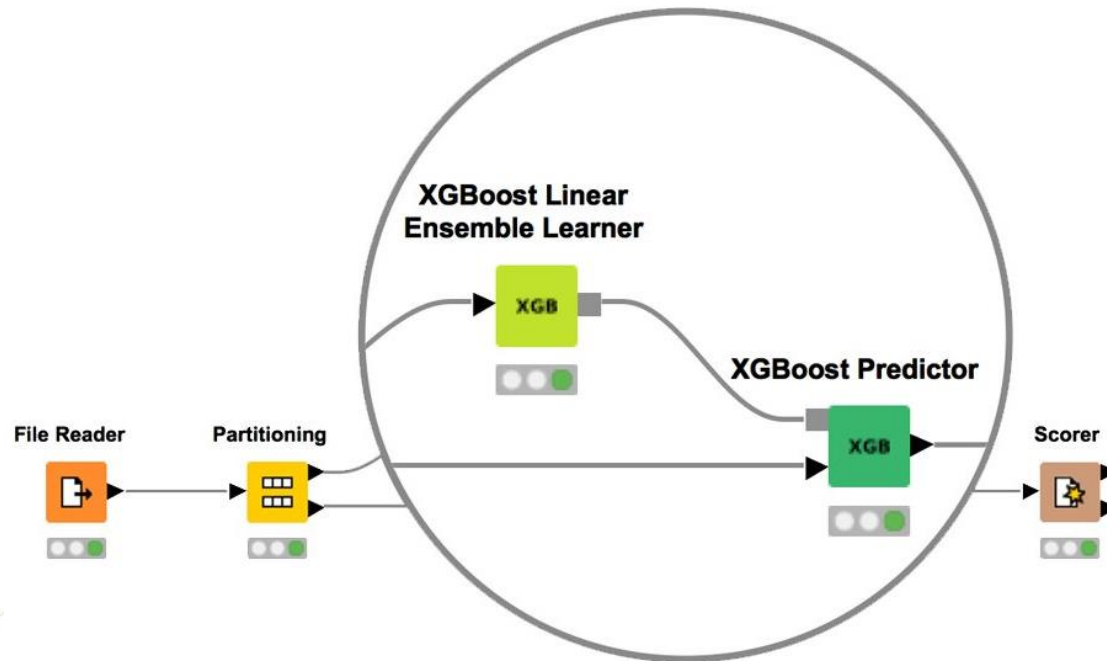 XGBoost Linear
Ensemble Learner
XGB
XGBoost Predictor
XGB
File Reader
Partitioning
Scorer